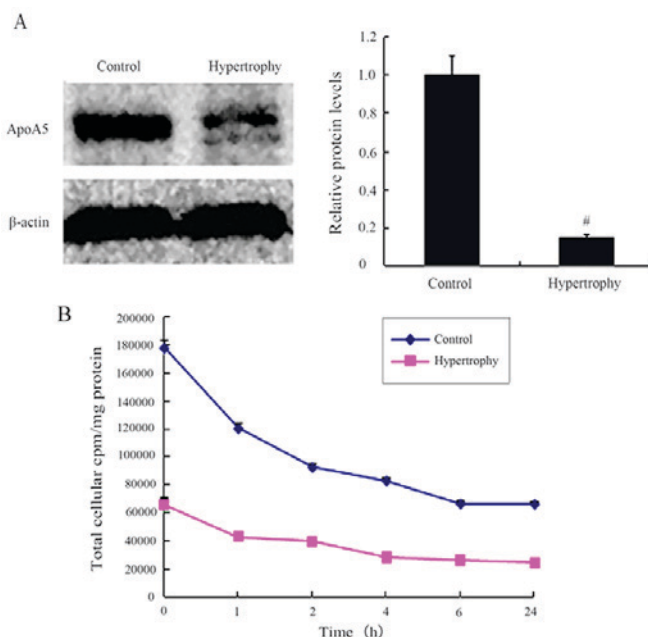 A
Control Hypertrophy
ApoA5
β-actin
Relative protein levels
1.2
1.0
0.8
0.6
0.4
0.2
0
#
Control Hypertrophy
B
Total cellular cpm/mg protein
200000
180000
160000
140000
120000
100000
80000
60000
40000
20000
0
Control
Hypertrophy
0 1 2 4 6 24
Time (h)